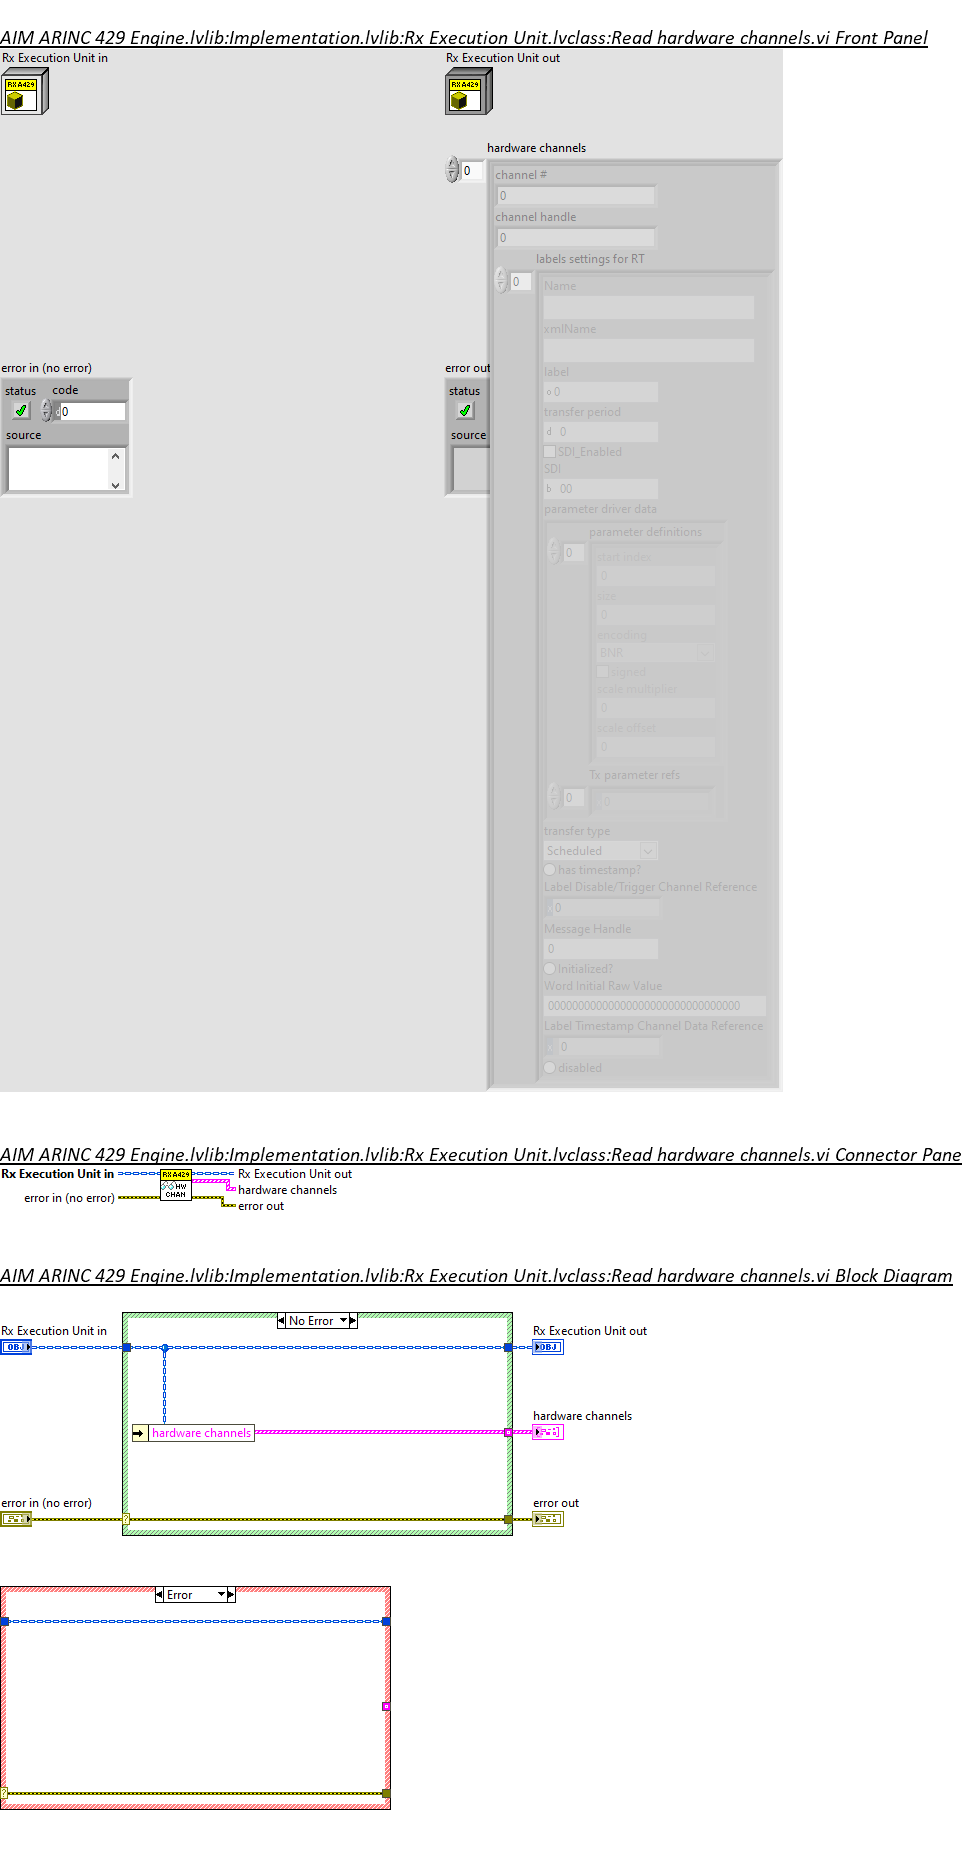 AIM ARINC 429 Engine.lvlib:Implementation.lvlib:Rx Execution Unit.lvclass:Read hardware channels.vi Front Panel
Rx Execution Unit in
Rx Execution Unit out
RX A429
RX A429
hardware channels
0
channel #
0
channel handle
0
labels settings for RT
0
Name
xmlName
label
o 0
transfer period
d 0
SDI_Enabled
SDI
b 00
parameter driver data
parameter definitions
0
start index
0
size
0
encoding
BNR
signed
scale multiplier
0
scale offset
0
Tx parameter refs
0
0
transfer type
Scheduled
has timestamp?
Label Disable/Trigger Channel Reference
0
Message Handle
0
Initialized?
Word Initial Raw Value
00000000000000000000000000000000
Label Timestamp Channel Data Reference
0
disabled
error in (no error)
status code
d 0
source
error out
status
source
AIM ARINC 429 Engine.lvlib:Implementation.lvlib:Rx Execution Unit.lvclass:Read hardware channels.vi Connector Pane
Rx Execution Unit in
RX A429
Rx Execution Unit out
HW
hardware channels
error in (no error)
CHAN
error out
AIM ARINC 429 Engine.lvlib:Implementation.lvlib:Rx Execution Unit.lvclass:Read hardware channels.vi Block Diagram
No Error
Rx Execution Unit in
Rx Execution Unit out
OBJ
OBJ
hardware channels
hardware channels
error in (no error)
error out
?
Error
?